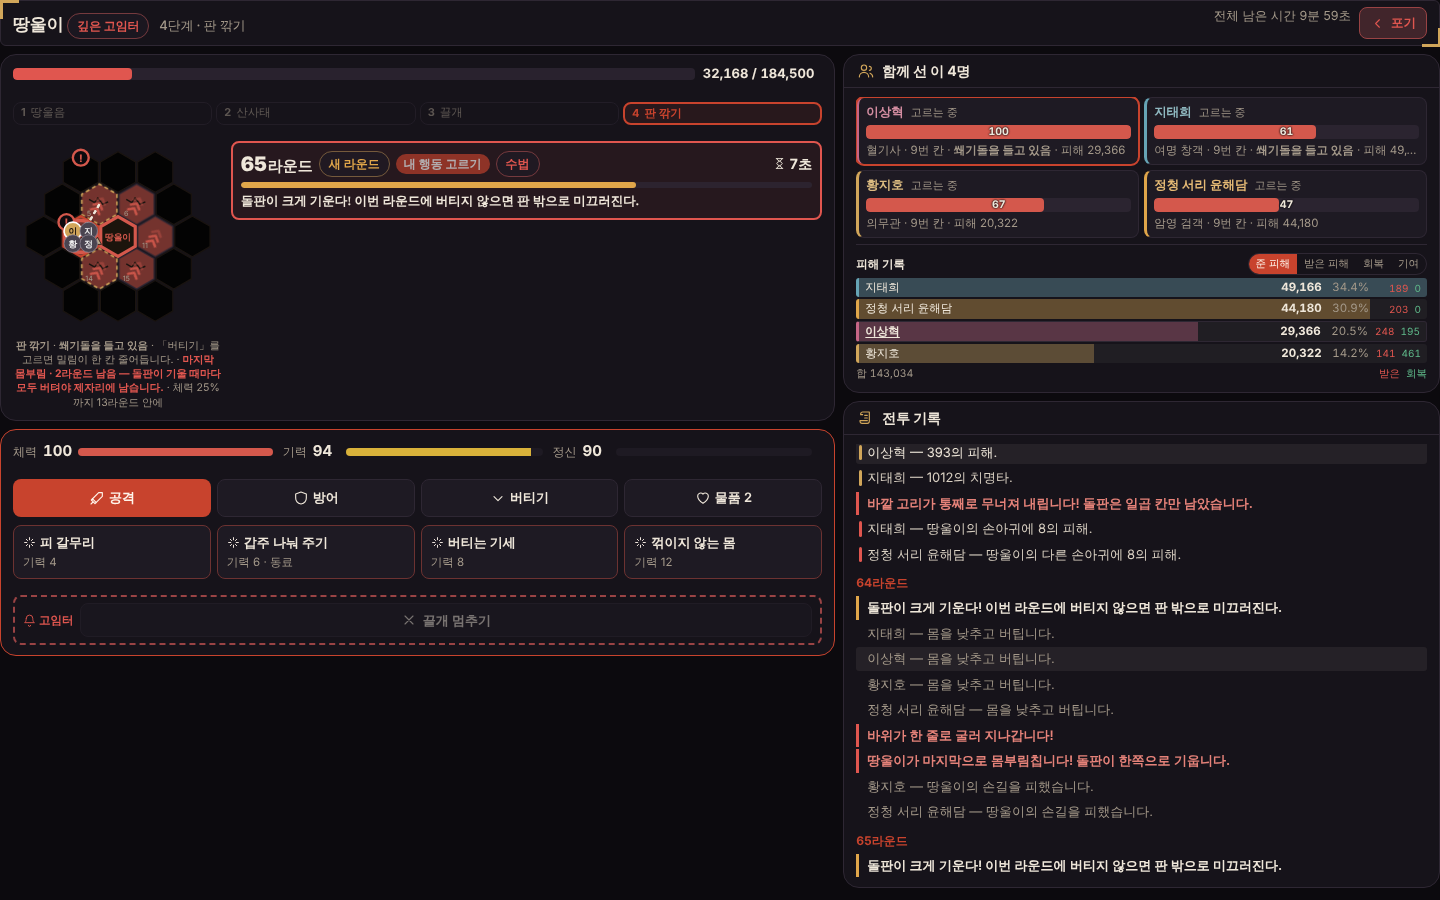 땅울이 깊은 고임터 4단계 · 판 깎기
전체 남은 시간 9분 59초
포기
32,168 / 184,500
1 땅울음
2 산사태
3 끌개
4 판 깎기
땅울이
이 지
황 정
14
15
11
65라운드 새 라운드 내 행동 고르기 수법
7초
돌판이 크게 기운다! 이번 라운드에 버티지 않으면 판 밖으로 미끄러진다.
판 깎기 · 쐐기돌을 들고 있음 · 「버티기」를
고르면 밀림이 한 칸 줄어듭니다. · 마지막
몸부림 · 2라운드 남음 — 돌판이 기울 때마다
모두 버텨야 제자리에 남습니다. · 체력 25%
까지 13라운드 안에
체력 100
기력 94
정신 90
공격
방어
버티기
물품 2
피 갈무리
기력 4
갑주 나눠 주기
기력 6 · 동료
버티는 기세
기력 8
꺾이지 않는 몸
기력 12
고임터
끌개 멈추기
함께 선 이 4명
이상혁 고르는 중
100
혈기사 · 9번 칸 · 쐐기돌을 들고 있음 · 피해 29,366
지태희 고르는 중
61
여명 창객 · 9번 칸 · 쐐기돌을 들고 있음 · 피해 49,…
황지호 고르는 중
67
의무관 · 9번 칸 · 피해 20,322
정청 서리 윤해담 고르는 중
47
암영 검객 · 9번 칸 · 피해 44,180
피해 기록
준 피해 받은 피해 회복 기여
지태희 49,166 34.4% 189 0
정청 서리 윤해담 44,180 30.9% 203 0
이상혁 29,366 20.5% 248 195
황지호 20,322 14.2% 141 461
합 143,034
받은 회복
전투 기록
이상혁 — 393의 피해.
지태희 — 1012의 치명타.
바깥 고리가 통째로 무너져 내립니다! 돌판은 일곱 칸만 남았습니다.
지태희 — 땅울이의 손아귀에 8의 피해.
정청 서리 윤해담 — 땅울이의 다른 손아귀에 8의 피해.
64라운드
돌판이 크게 기운다! 이번 라운드에 버티지 않으면 판 밖으로 미끄러진다.
지태희 — 몸을 낮추고 버팁니다.
이상혁 — 몸을 낮추고 버팁니다.
황지호 — 몸을 낮추고 버팁니다.
정청 서리 윤해담 — 몸을 낮추고 버팁니다.
바위가 한 줄로 굴러 지나갑니다!
땅울이가 마지막으로 몸부림칩니다! 돌판이 한쪽으로 기웁니다.
황지호 — 땅울이의 손길을 피했습니다.
정청 서리 윤해담 — 땅울이의 손길을 피했습니다.
65라운드
돌판이 크게 기운다! 이번 라운드에 버티지 않으면 판 밖으로 미끄러진다.